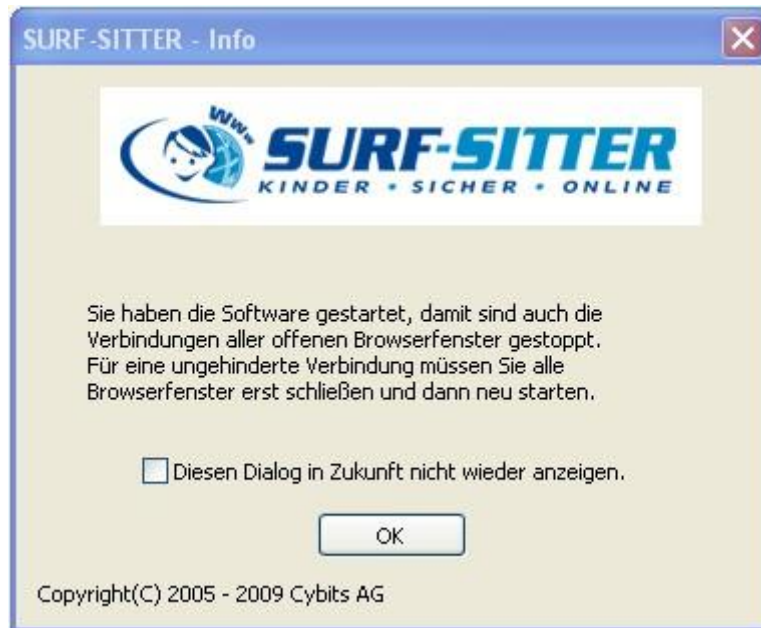 SURF-SITTER - Info
www.
SURF-SITTER
KINDER • SICHER • ONLINE
Sie haben die Software gestartet, damit sind auch die
Verbindungen aller offenen Browserfenster gestoppt.
Für eine ungehinderte Verbindung müssen Sie alle
Browserfenster erst schließen und dann neu starten.
Diesen Dialog in Zukunft nicht wieder anzeigen.
OK
Copyright(C) 2005 - 2009 Cybits AG